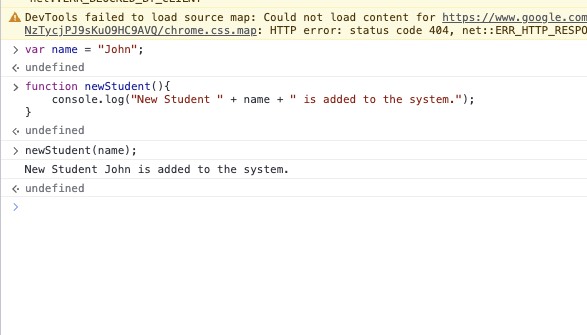 DevTools failed to load source map: Could not load content for https://www.google.com
NzTycjPJ9sKuO9HC9AVQ/chrome.css.map: HTTP error: status code 404, net::ERR_HTTP_RESPO
> var name = "John";
<· undefined
> function newStudent(){
console.log("New Student " + name + " is added to the system.");
}
<· undefined
> newStudent(name);
New Student John is added to the system.
<· undefined
>